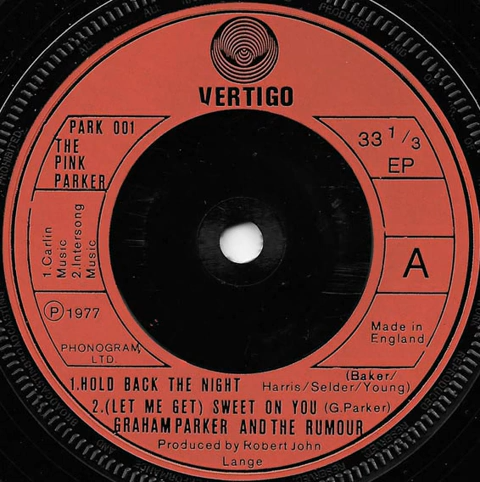 VERTIGO
PARK 001
THE
PINK
PARKER
33 1/3
EP
1.Carlin
Music
2.Intersong
Music
A
Ⓟ 1977
PHONOGRAM,
LTD.
Made in
England
1.HOLD BACK THE NIGHT (Baker/
Harris/Selder/Young)
2.(LET ME GET) SWEET ON YOU (G.Parker)
GRAHAM PARKER AND THE RUMOUR
Produced by Robert John
Lange